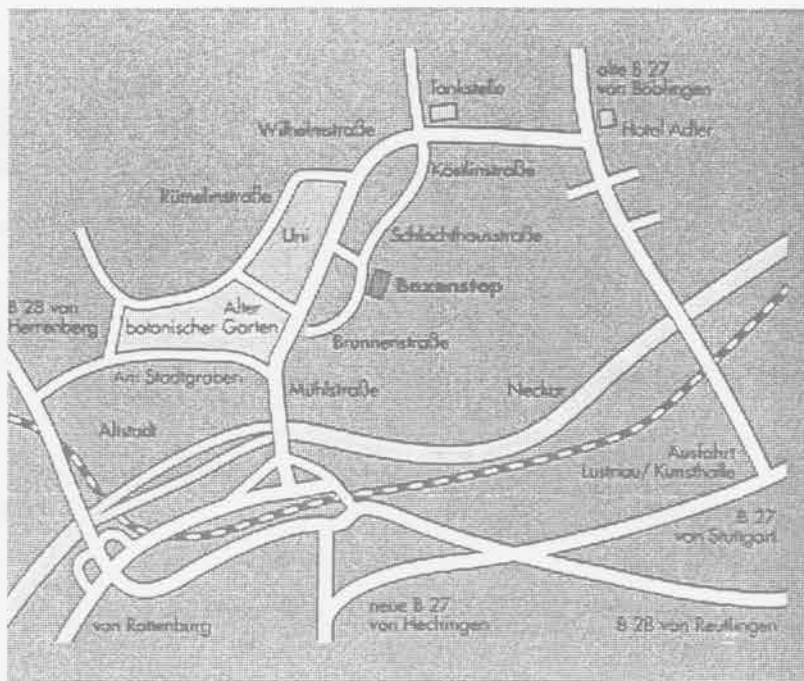 alte B 27
von Böblingen
Tankstelle
Wilhelmstraße
Hotel Adler
Köstlinstraße
Rümelinstraße
Uni
Schlachthausstraße
Boxenstop
B 28 von
Herrenberg
Alter
botanischer Garten
Brunnenstraße
Am Stadtgraben
Mühlstraße
Neckar
Altstadt
Ausfahrt
Lustnau/Kunsthalle
B 27
von Stuttgart
von Rottenburg
neue B 27
von Hechingen
B 28 von Reutlingen